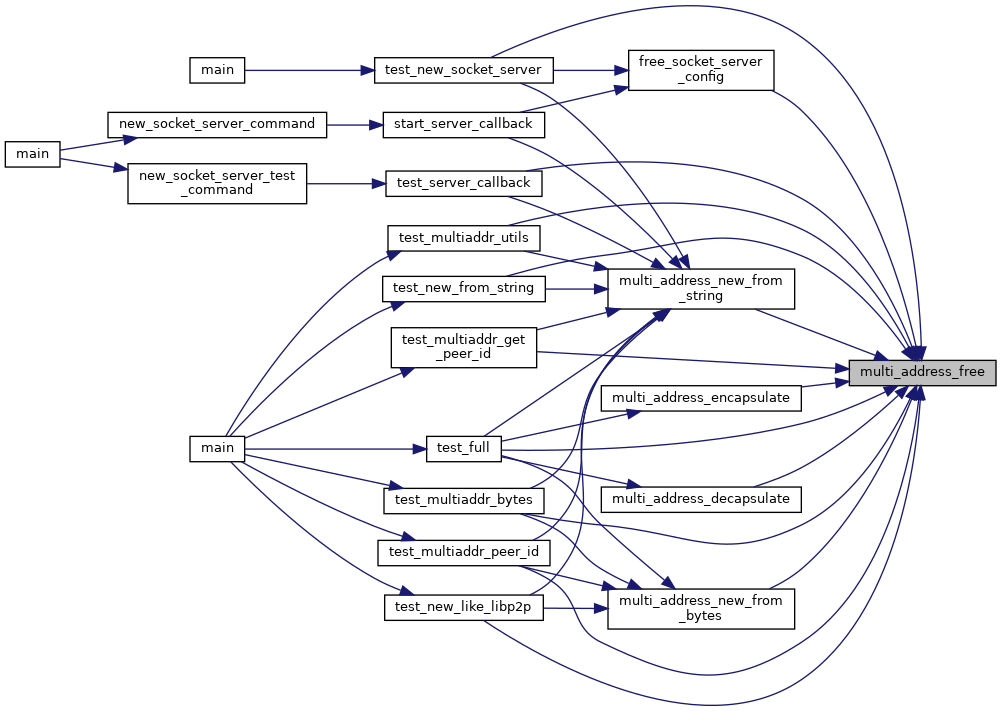 main
test_new_socket_server
free_socket_server
_config
new_socket_server_command
start_server_callback
main
new_socket_server_test
_command
test_server_callback
test_multiaddr_utils
test_new_from_string
multi_address_new_from
_string
test_multiaddr_get
_peer_id
multi_address_free
multi_address_encapsulate
main
test_full
test_multiaddr_bytes
multi_address_decapsulate
test_multiaddr_peer_id
test_new_like_libp2p
multi_address_new_from
_bytes